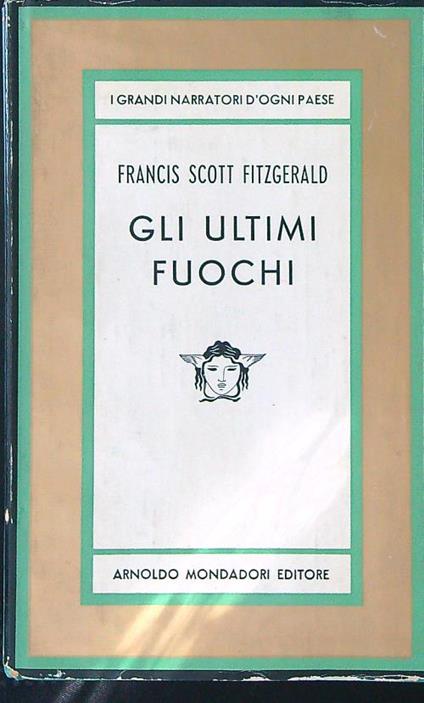 I GRANDI NARRATORI D'OGNI PAESE
FRANCIS SCOTT FITZGERALD
GLI ULTIMI
FUOCHI
ARNOLDO MONDADORI EDITORE